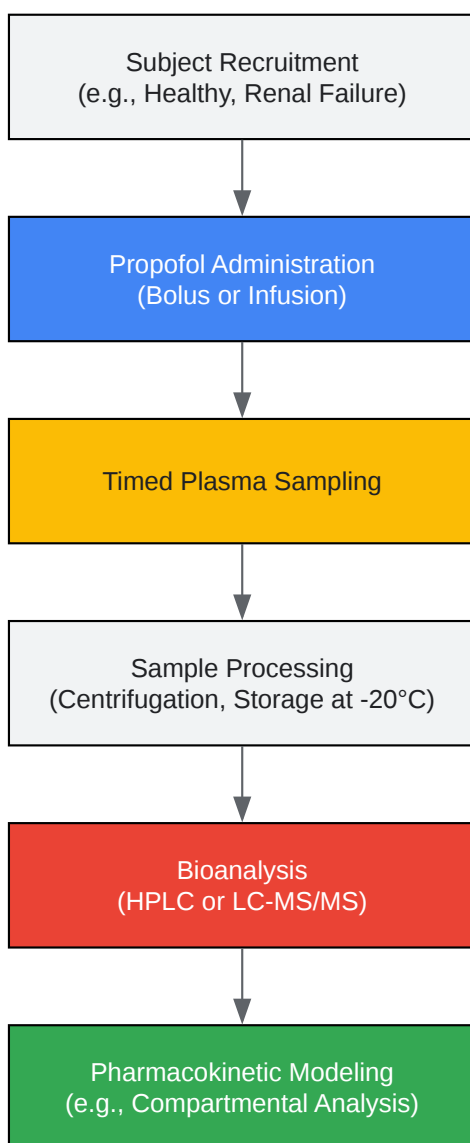 Subject Recruitment
(e.g., Healthy, Renal Failure)
Propofol Administration
(Bolus or Infusion)
Timed Plasma Sampling
Sample Processing
(Centrifugation, Storage at -20°C)
Bioanalysis
(HPLC or LC-MS/MS)
Pharmacokinetic Modeling
(e.g., Compartmental Analysis)